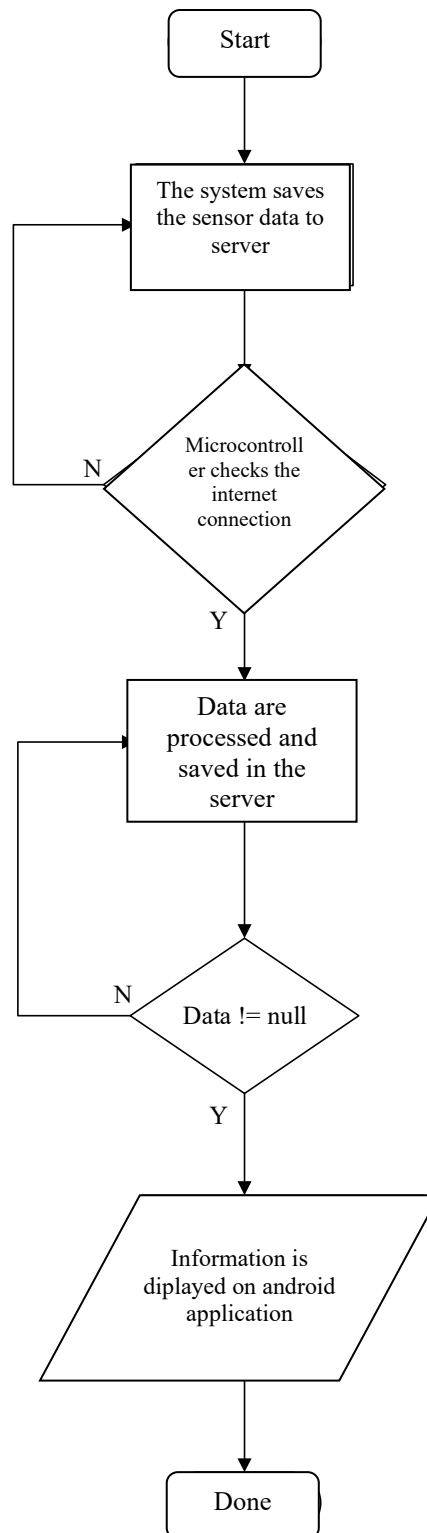 Start
The system saves
the sensor data to
server
Microcontroll
er checks the
internet
connection
N
Y
Data are
processed and
saved in the
server
N
Data != null
Y
Information is
diplayed on android
application
Done